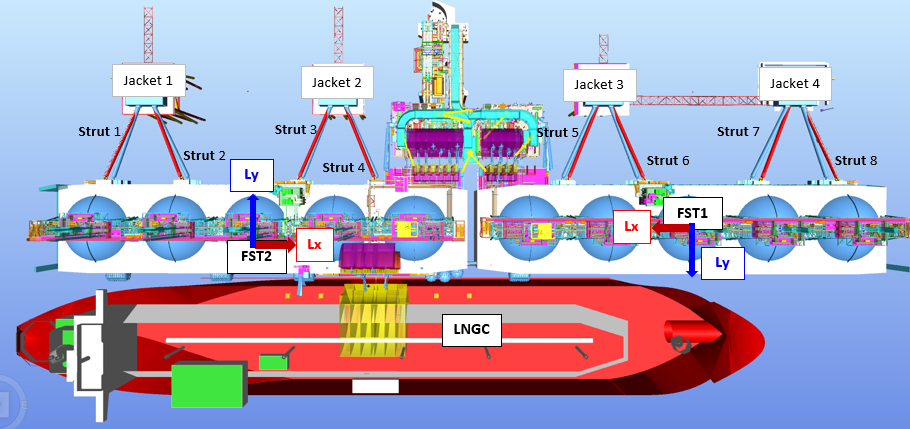 Jacket 1
Jacket 2
Jacket 3
Jacket 4
Strut 1
Strut 2
Strut 3
Strut 4
Strut 5
Strut 6
Strut 7
Strut 8
Ly
Lx
FST2
FST1
Lx
Ly
LNGC